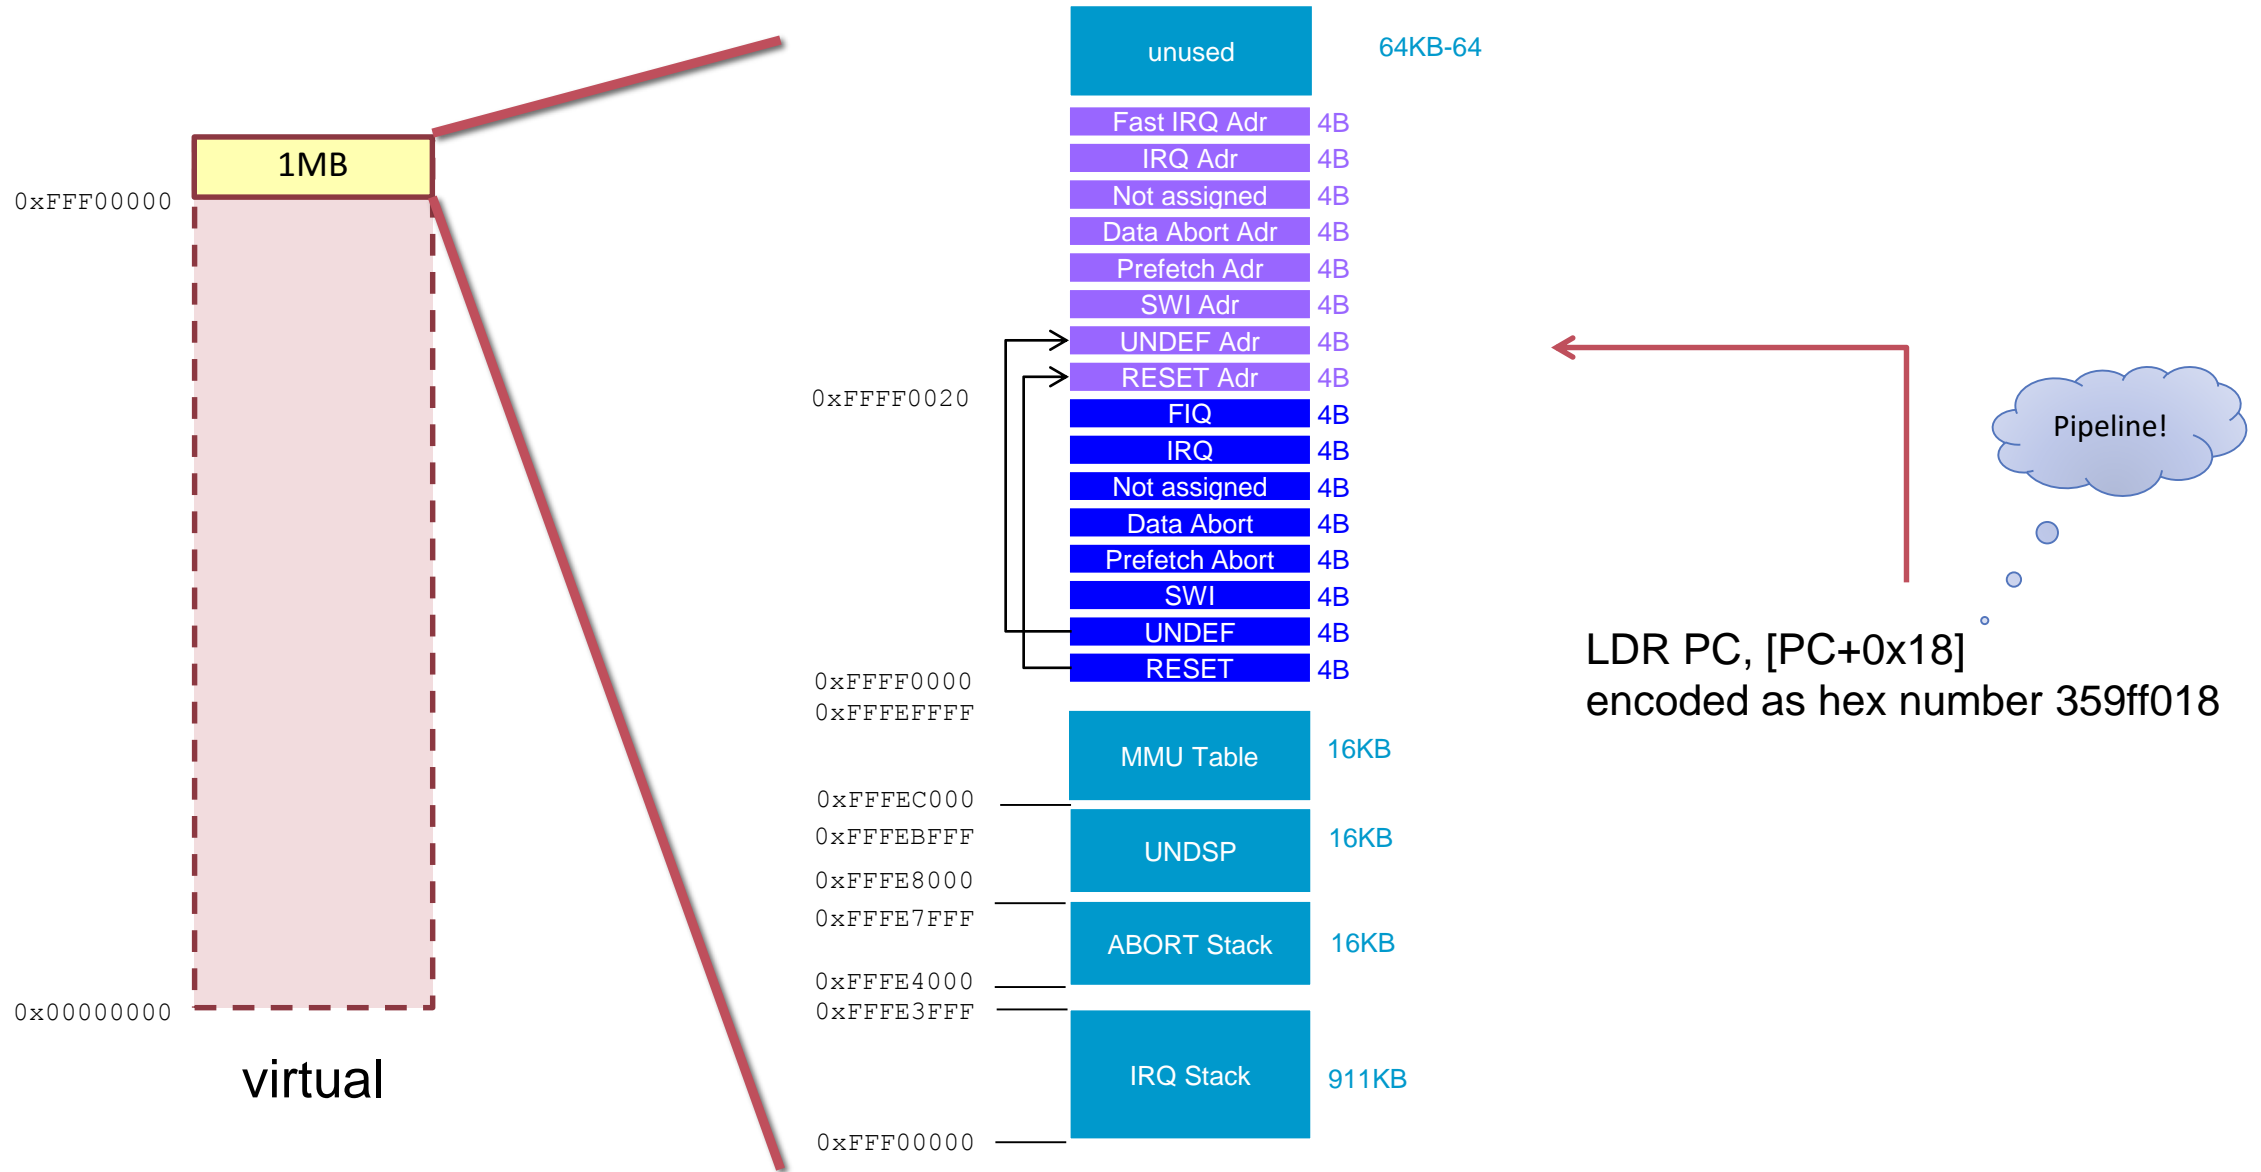 unused 64KB-64
Fast IRQ Adr 4B
1MB
IRQ Adr 4B
0xFFF00000
Not assigned 4B
Data Abort Adr 4B
Prefetch Adr 4B
SWI Adr 4B
UNDEF Adr 4B
RESET Adr 4B
0xFFFF0020
FIQ 4B
Pipeline!
IRQ 4B
Not assigned 4B
Data Abort 4B
Prefetch Abort 4B
SWI 4B
UNDEF 4B
RESET 4B
LDR PC, [PC+0x18]
encoded as hex number 359ff018
0xFFFF0000
0xFFFEFFFF
MMU Table 16KB
0xFFFEC000
0xFFFEBFFF
UNDSP 16KB
0xFFFE8000
0xFFFE7FFF
ABORT Stack 16KB
0xFFFE4000
0xFFFE3FFF
0x00000000
IRQ Stack 911KB
virtual
0xFFF00000